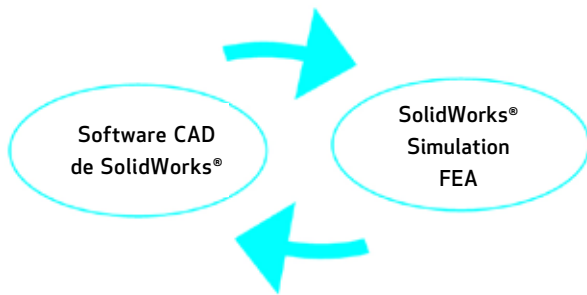 Software CAD
de SolidWorks®
SolidWorks®
Simulation
FEA